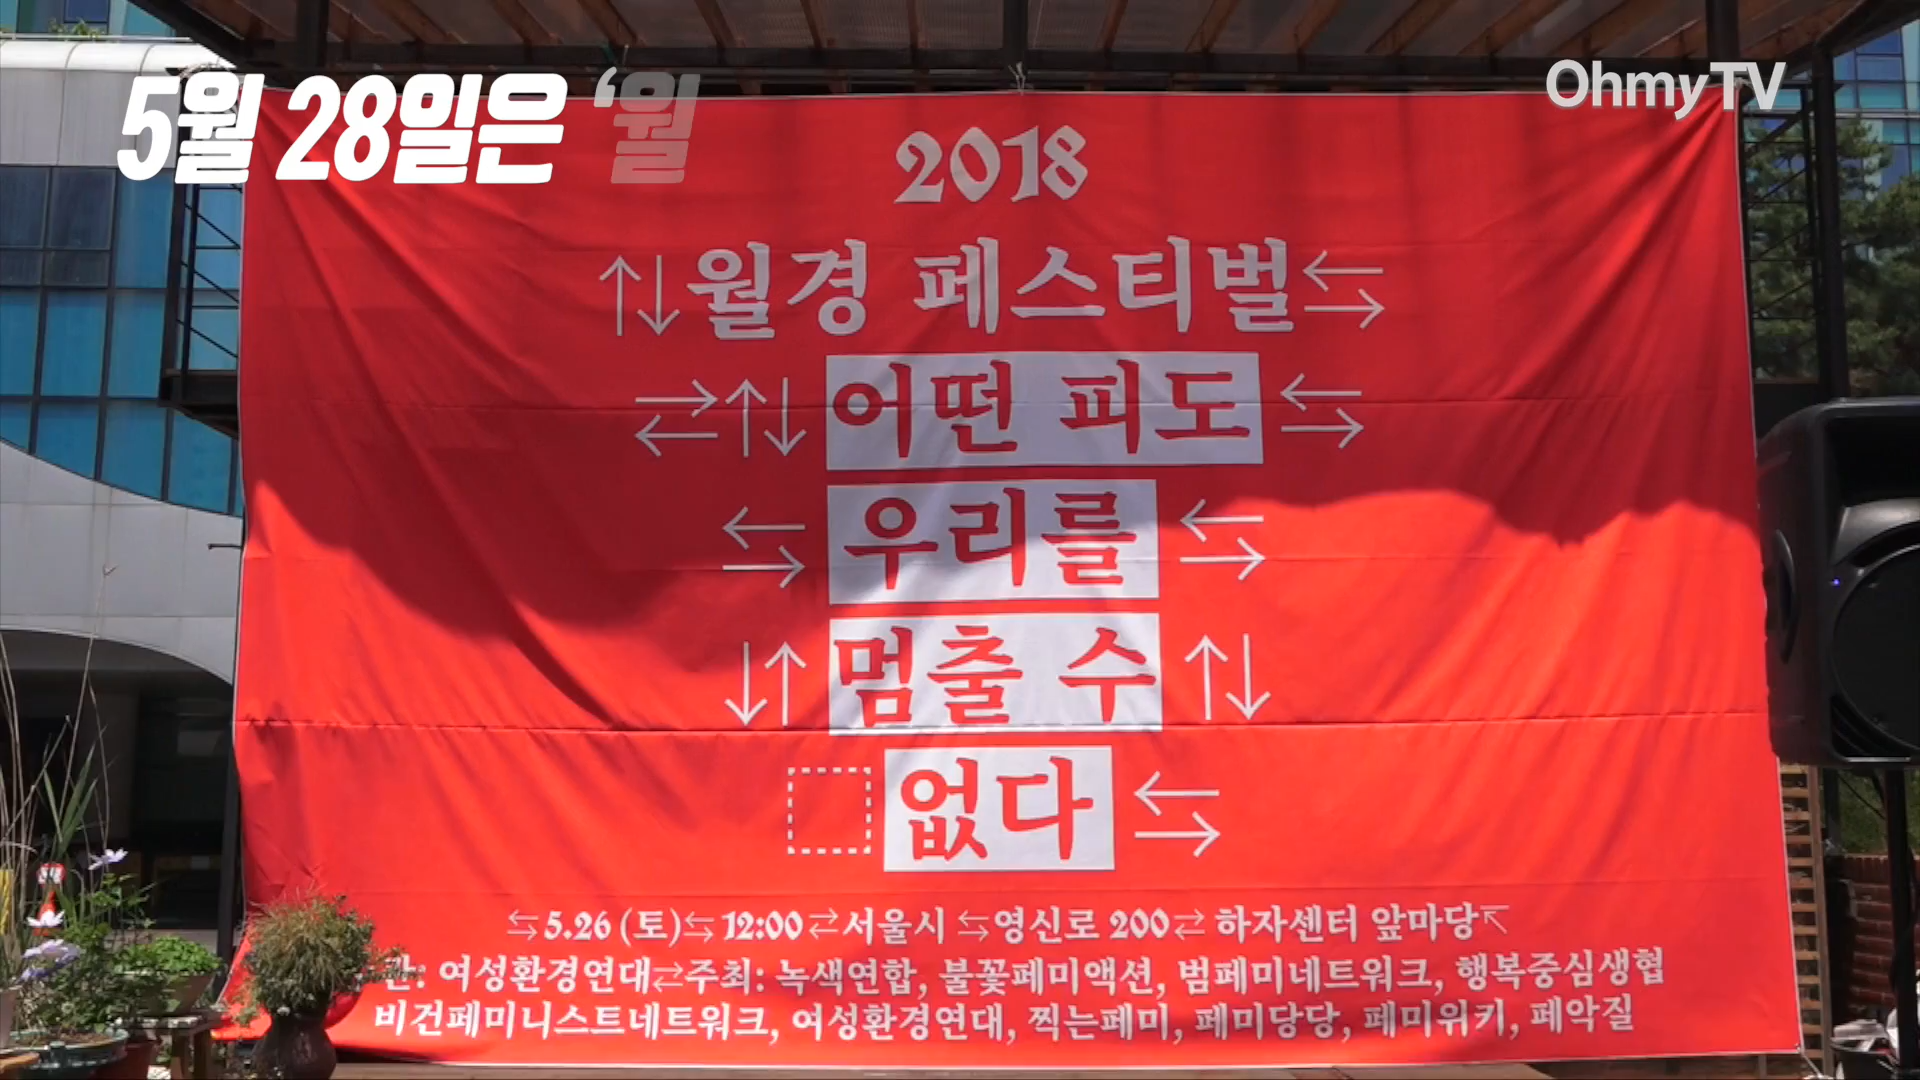 5월 28일은 ‘월
OhmyTV
2018
↑↓월경 페스티벌←→
→←↑↓어떤 피도←→
←→우리를←→
↓↑멈출 수↑↓
없다←→
⇆5.26 (토)⇆12:00⇄서울시 ⇆영신로 200⇄ 하자센터 앞마당↸
관: 여성환경연대⇄주최: 녹색연합, 불꽃페미액션, 범페미네트워크, 행복중심생협
비건페미니스트네트워크, 여성환경연대, 찍는페미, 페미당당, 페미위키, 페악질